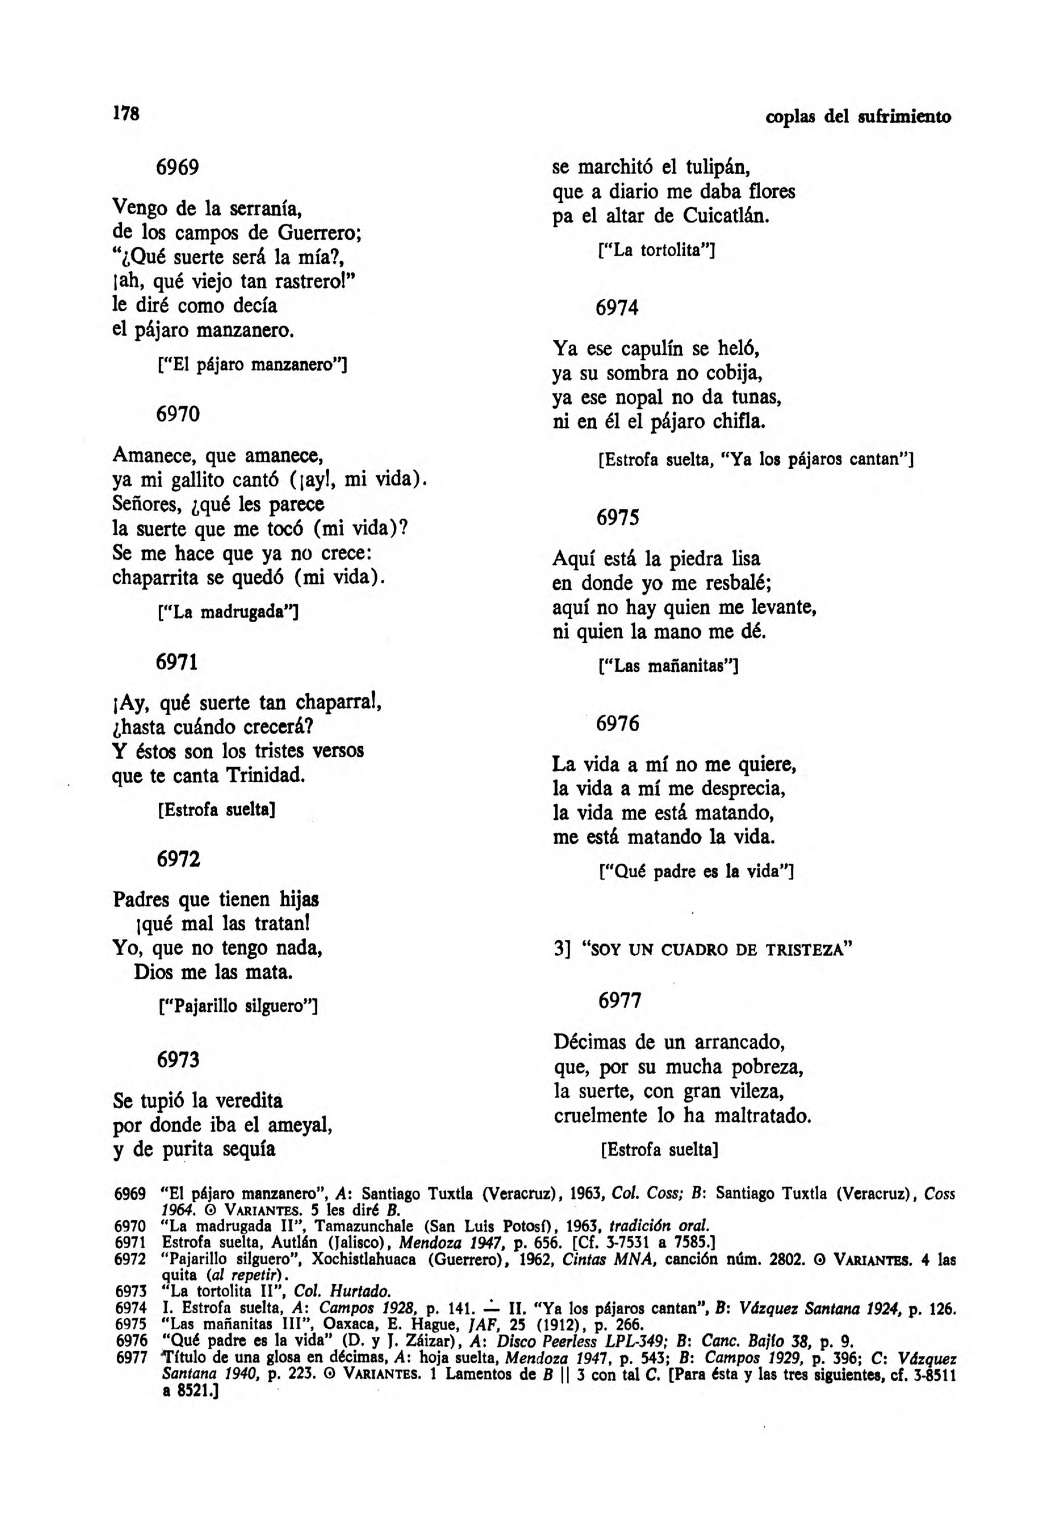 178
coplas del sufrimiento
6969
Vengo de la serranía,
de los campos de Guerrero;
“¿Qué suerte será la mía?,
¡ah, qué viejo tan rastrero!”
le diré como decía
el pájaro manzanero.
[“El pájaro manzanero”]
6970
Amanece, que amanece,
ya mi gallito cantó (¡ay!, mi vida).
Señores, ¿qué les parece
la suerte que me tocó (mi vida)?
Se me hace que ya no crece:
chaparrita se quedó (mi vida).
[“La madrugada”]
6971
¡Ay, qué suerte tan chaparra!,
¿hasta cuándo crecerá?
Y éstos son los tristes versos
que te canta Trinidad.
[Estrofa suelta]
6972
Padres que tienen hijas
¡qué mal las tratan!
Yo, que no tengo nada,
Dios me las mata.
[“Pajarillo silguero”]
6973
Se tupió la veredita
por donde iba el ameyal,
y de purita sequía
se marchitó el tulipán,
que a diario me daba flores
pa el altar de Cuicatlán.
[“La tortolita”]
6974
Ya ese capulín se heló,
ya su sombra no cobija,
ya ese nopal no da tunas,
ni en él el pájaro chifla.
[Estrofa suelta, “Ya los pájaros cantan”]
6975
Aquí está la piedra lisa
en donde yo me resbalé;
aquí no hay quien me levante,
ni quien la mano me dé.
[“Las mañanitas”]
6976
La vida a mí no me quiere,
la vida a mí me desprecia,
la vida me está matando,
me está matando la vida.
[“Qué padre es la vida”]
3] “SOY UN CUADRO DE TRISTEZA”
6977
Décimas de un arrancado,
que, por su mucha pobreza,
la suerte, con gran vileza,
cruelmente lo ha maltratado.
[Estrofa suelta]
6969 “El pájaro manzanero”, A: Santiago Tuxtla (Veracruz), 1963, Col. Coss; B: Santiago Tuxtla (Veracruz), Coss
1964. ⊙ VARIANTES. 5 les diré B.
6970 “La madrugada II”, Tamazunchale (San Luis Potosí), 1963, tradición oral.
6971 Estrofa suelta, Autlán (Jalisco), Mendoza 1947, p. 656. [Cf. 3-7531 a 7585.]
6972 “Pajarillo silguero”, Xochistlahuaca (Guerrero), 1962, Cintas MNA, canción núm. 2802. ⊙ VARIANTES. 4 las
quita (al repetir).
6973 “La tortolita II”, Col. Hurtado.
6974 I. Estrofa suelta, A: Campos 1928, p. 141. — II. “Ya los pájaros cantan”, B: Vázquez Santana 1924, p. 126.
6975 “Las mañanitas III”, Oaxaca, E. Hague, JAF, 25 (1912), p. 266.
6976 “Qué padre es la vida” (D. y J. Záizar), A: Disco Peerless LPL-349; B: Canc. Bajío 38, p. 9.
6977 Título de una glosa en décimas, A: hoja suelta, Mendoza 1947, p. 543; B: Campos 1929, p. 396; C: Vázquez
Santana 1940, p. 223. ⊙ VARIANTES. 1 Lamentos de B || 3 con tal C. [Para ésta y las tres siguientes, cf. 3-8511
a 8521.]